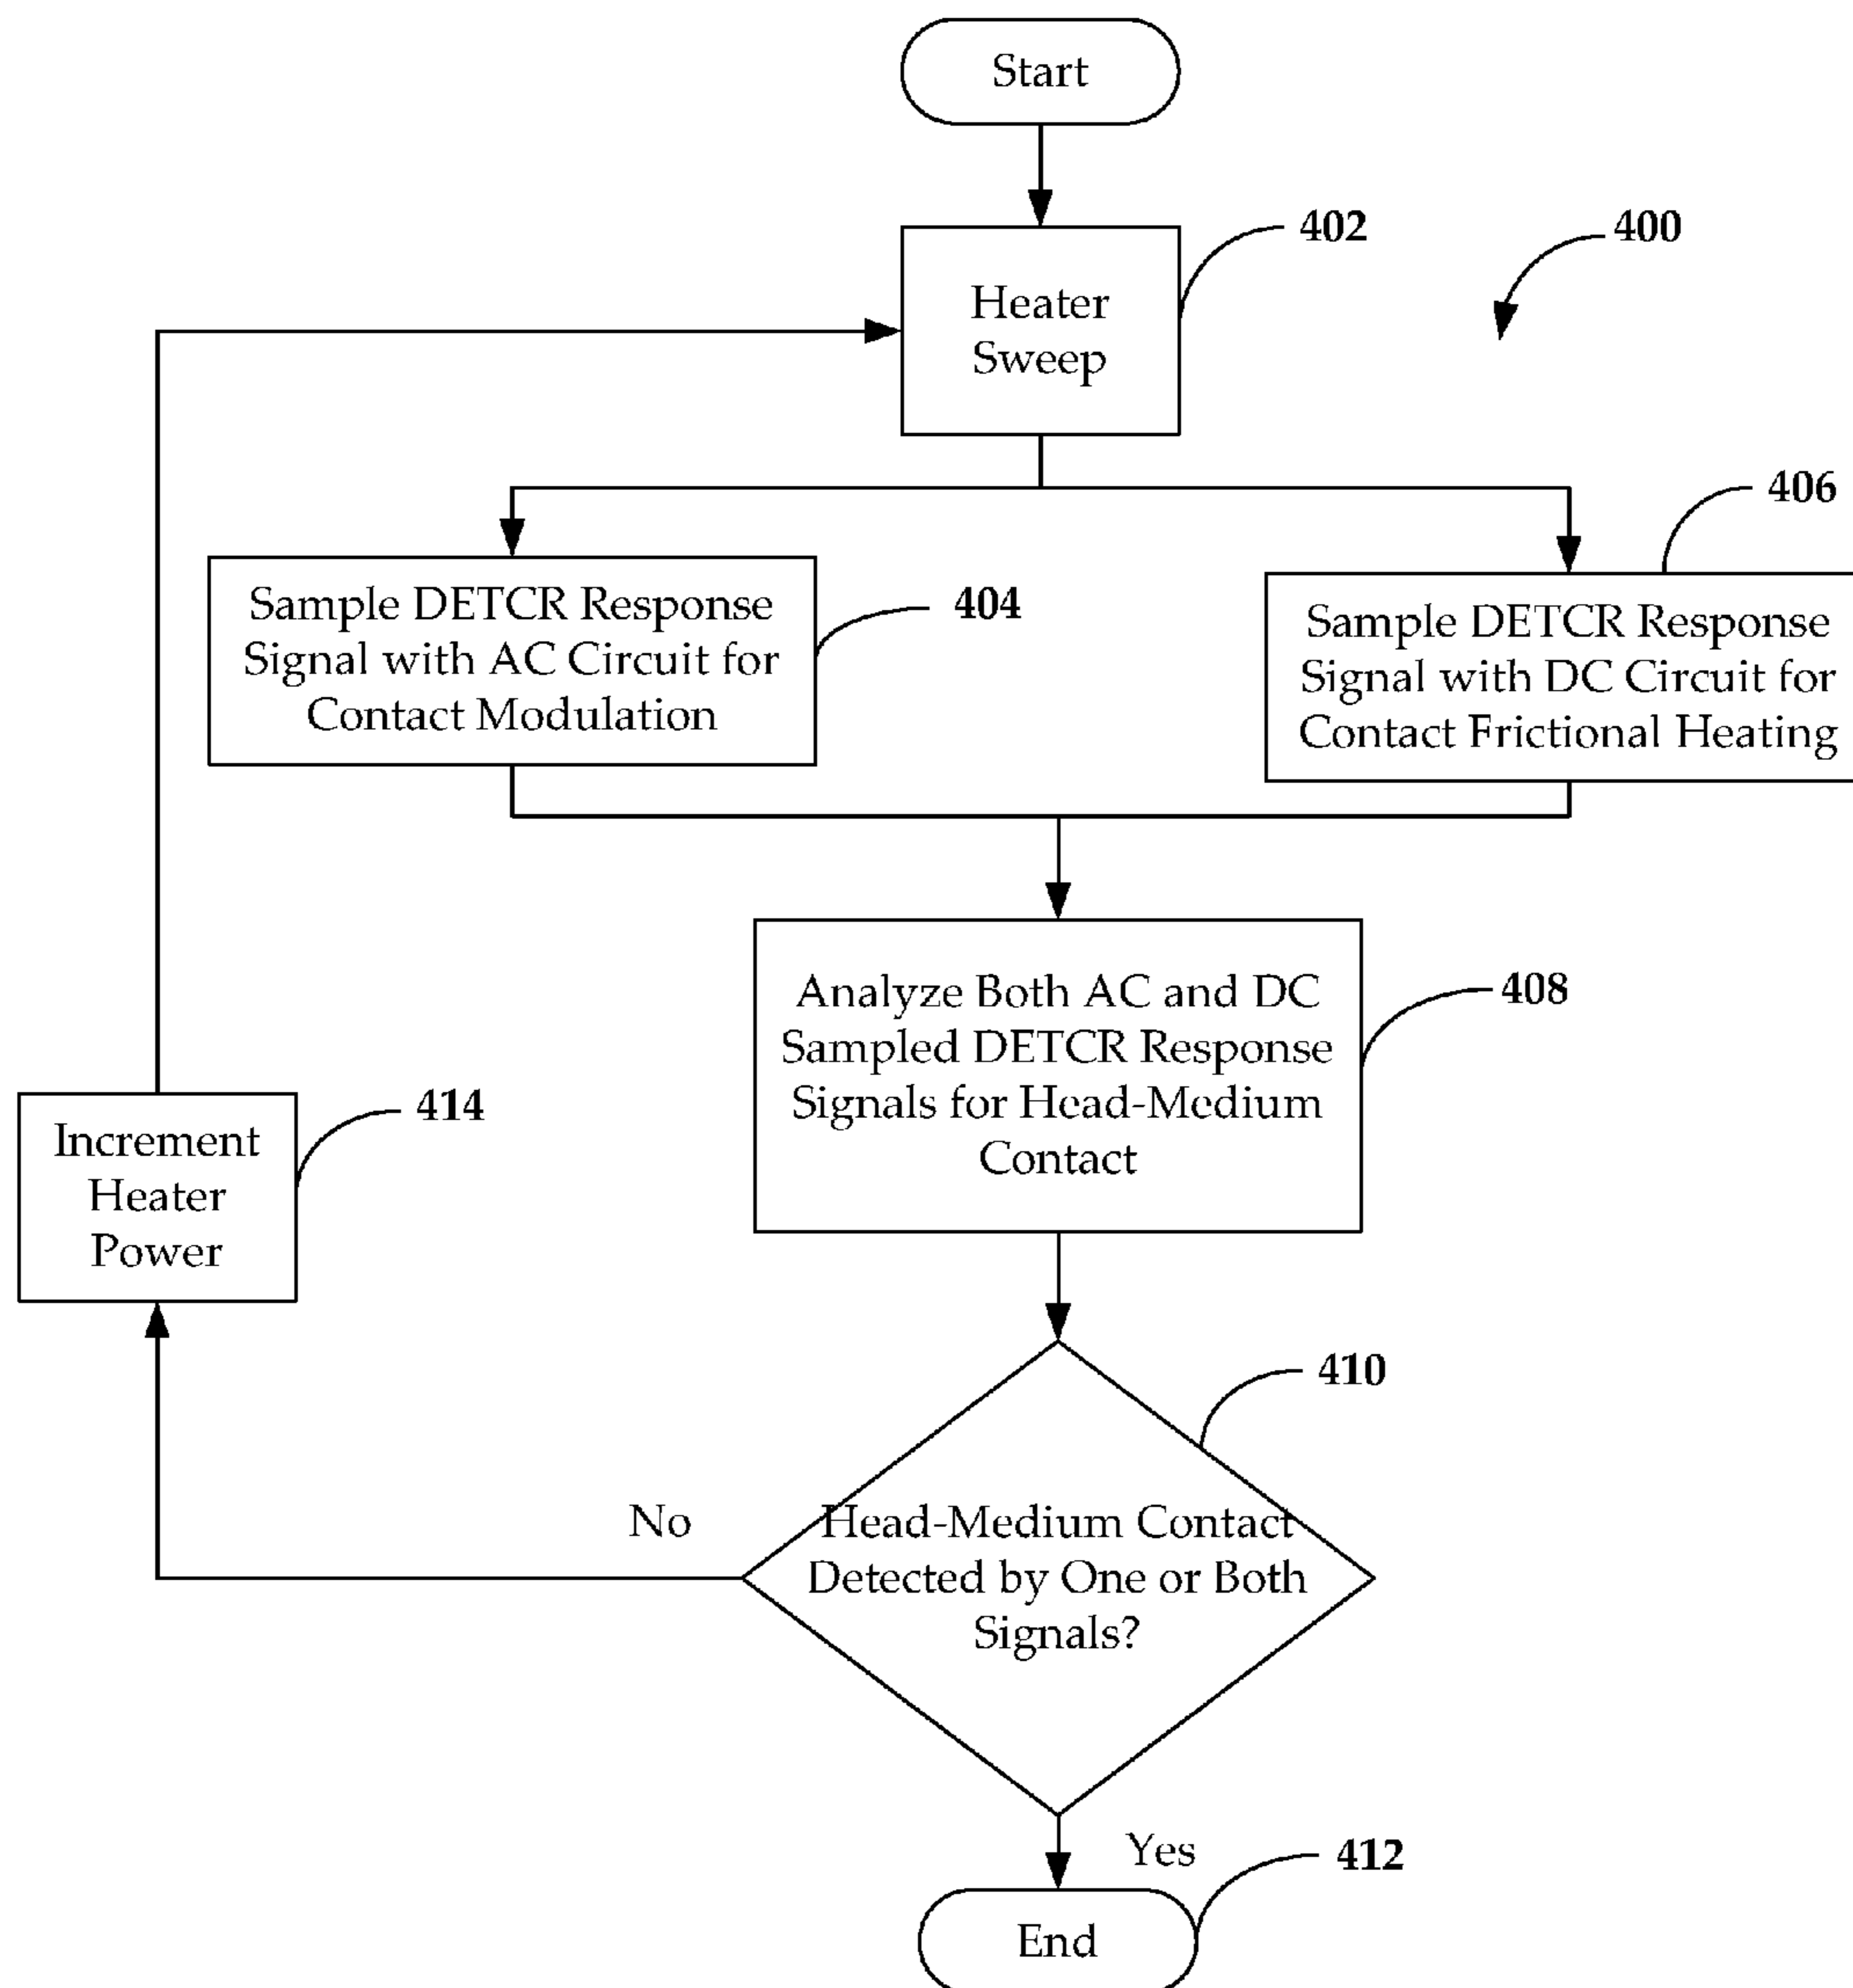 Start
402
400
Heater
Sweep
406
404
Sample DETCR Response
Signal with AC Circuit for
Contact Modulation
Sample DETCR Response
Signal with DC Circuit for
Contact Frictional Heating
408
Analyze Both AC and DC
Sampled DETCR Response
Signals for Head-Medium
Contact
414
Increment
Heater
Power
410
No
Head-Medium Contact
Detected by One or Both
Signals?
Yes
412
End